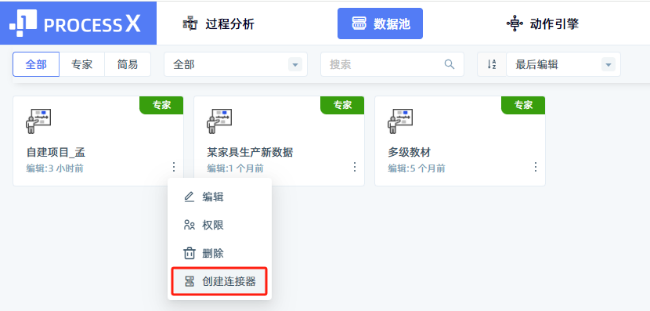 PROCESS X
过程分析
数据池
动作引擎
全部
专家
简易
全部
搜索
最后编辑
专家
自建项目_孟
编辑:3 小时前
专家
某家具生产新数据
编辑:1 个月前
专家
多级教材
编辑:5 个月前
编辑
权限
删除
创建连接器